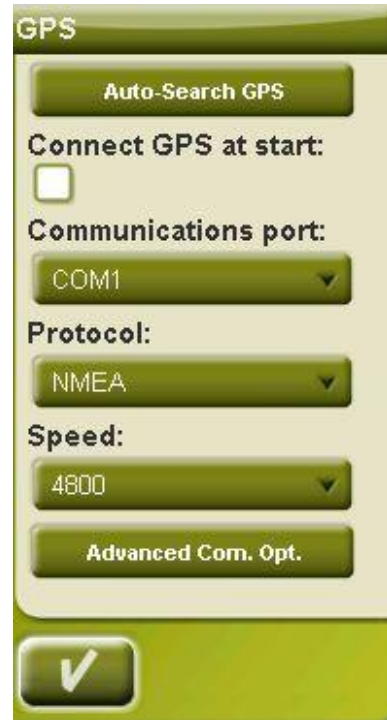 GPS
Auto-Search GPS
Connect GPS at start:
Communications port:
COM1
Protocol:
NMEA
Speed:
4800
Advanced Com. Opt.